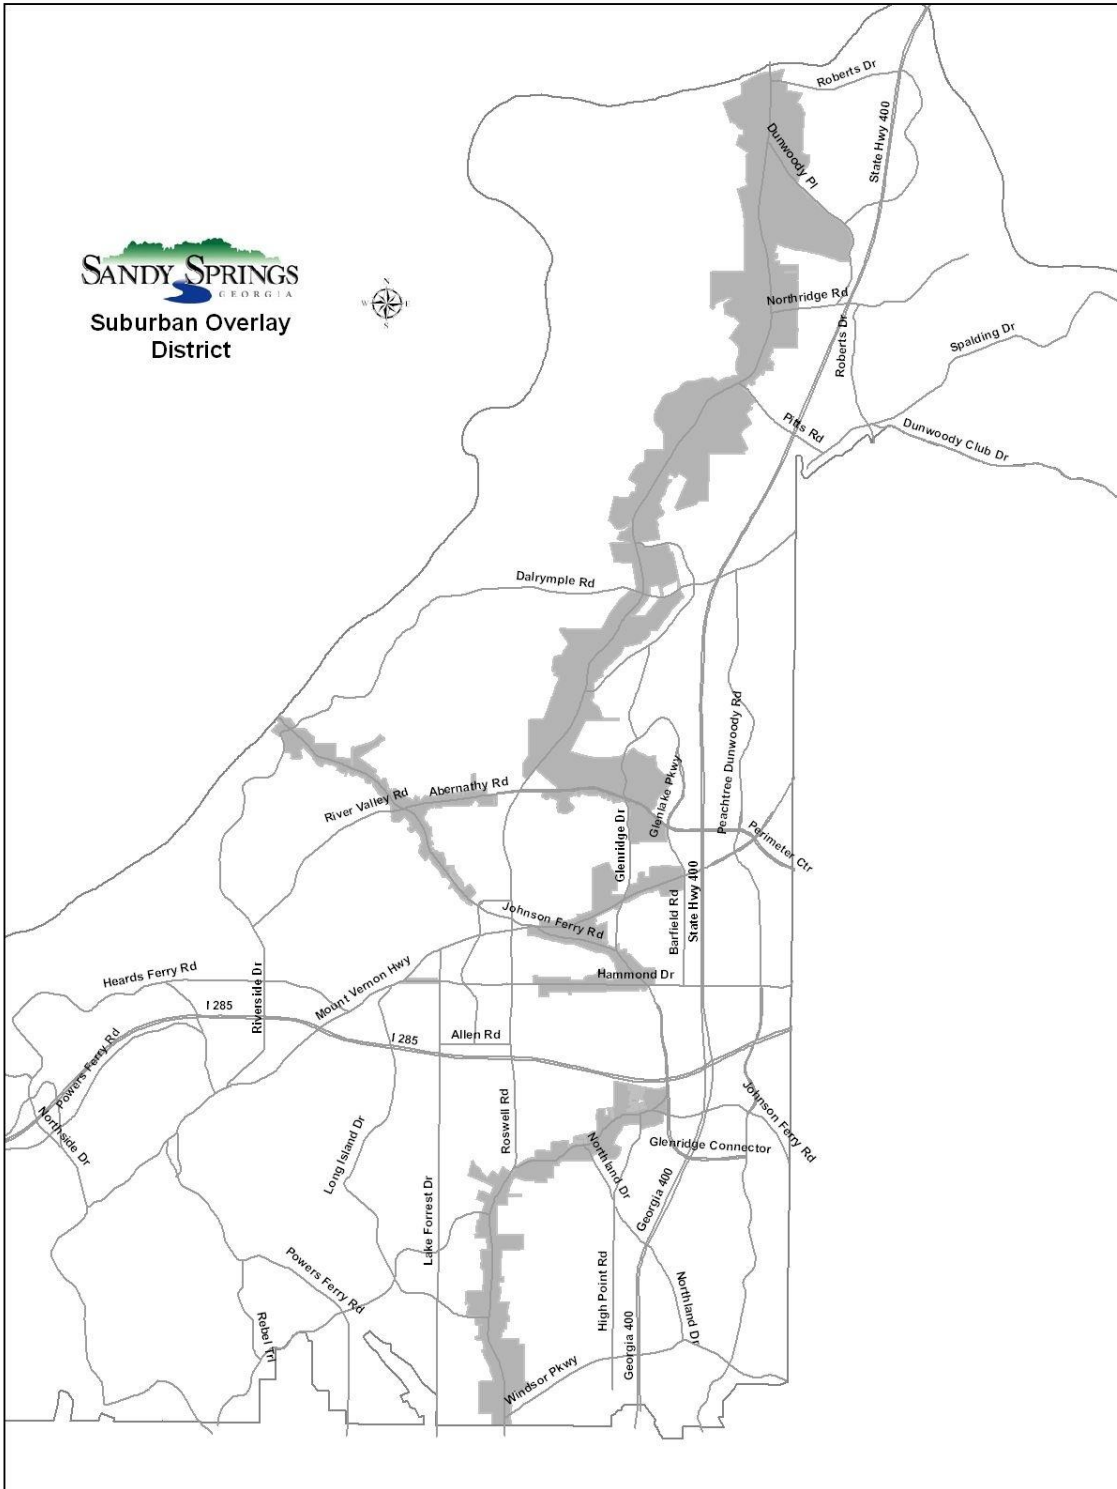 Roberts Dr
State Hwy 400
Dunwoody Pl
SANDY SPRINGS
GEORGIA
Suburban Overlay
District
N
W
E
S
Northridge Rd
Roberts Dr
Spalding Dr
Pitts Rd
Dunwoody Club Dr
Dalrymple Rd
Peachtree Dunwoody Rd
Abernathy Rd
River Valley Rd
Glenlake Pkwy
Glenridge Dr
Perimeter Ctr
State Hwy 400
Barfield Rd
Johnson Ferry Rd
Hammond Dr
Heards Ferry Rd
Riverside Dr
Mount Vernon Hwy
I 285
I 285
Allen Rd
Powers Ferry Rd
Northside Dr
Roswell Rd
Long Island Dr
Johnson Ferry Rd
Glenridge Connector
Northland Dr
Georgia 400
Lake Forrest Dr
Powers Ferry Rd
High Point Rd
Northland Dr
Rebel Trl
Georgia 400
Windsor Pkwy